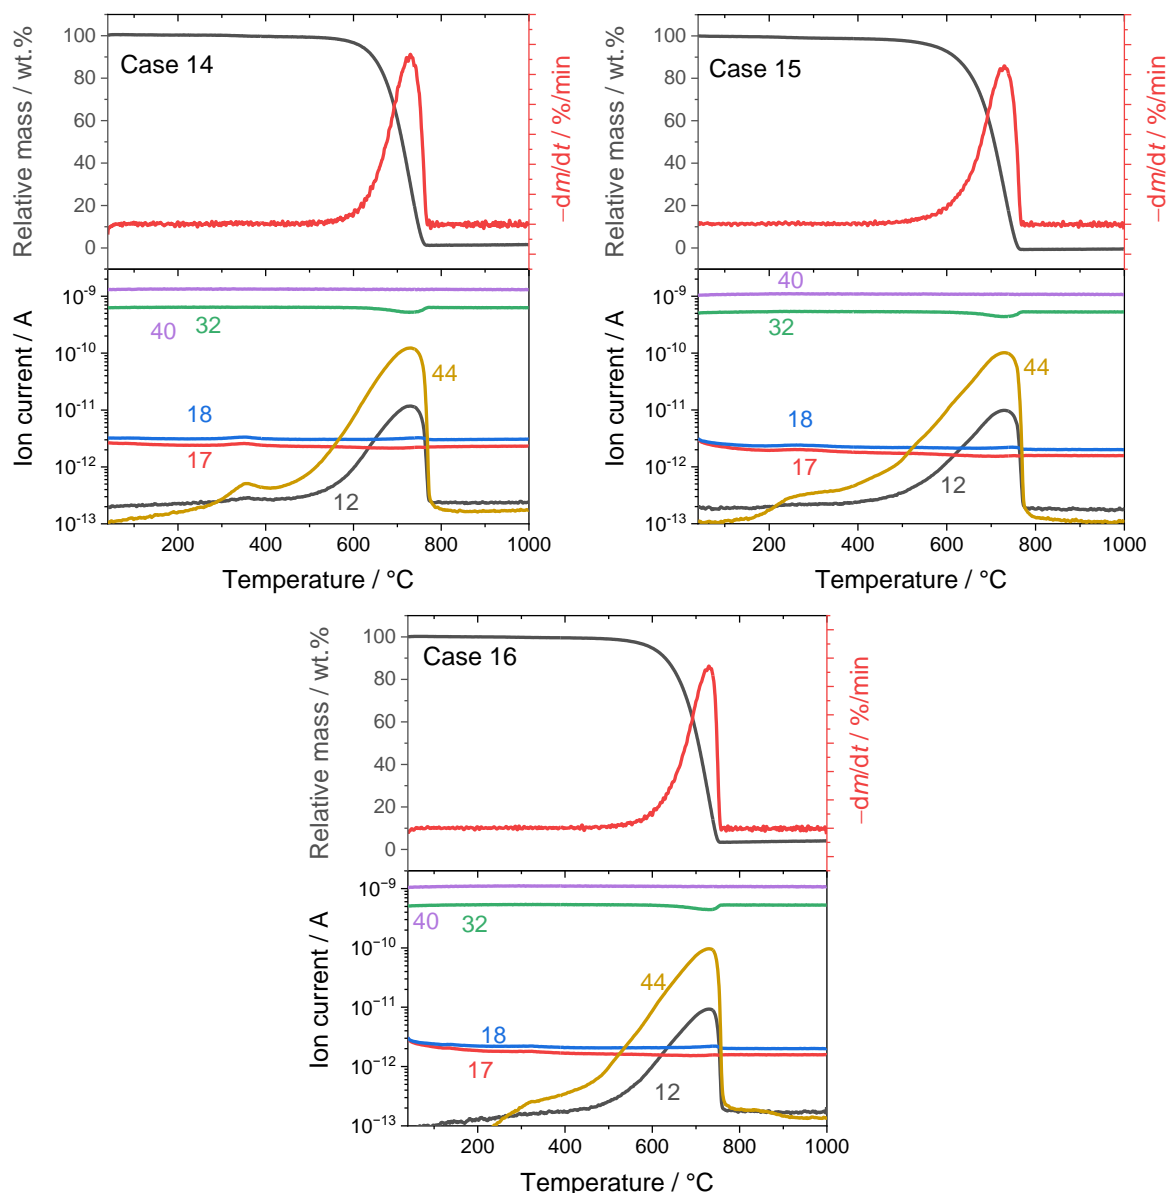 Relative mass / wt.%
100
80
60
40
20
0
Case 14
−dm/dt / %/min
Ion current / A
10⁻⁹
10⁻¹⁰
10⁻¹¹
10⁻¹²
10⁻¹³
40
32
44
18
17
12
200 400 600 800 1000
Temperature / °C
Relative mass / wt.%
100
80
60
40
20
0
Case 15
−dm/dt / %/min
Ion current / A
10⁻⁹
10⁻¹⁰
10⁻¹¹
10⁻¹²
10⁻¹³
40
32
44
18
17
12
200 400 600 800 1000
Temperature / °C
Relative mass / wt.%
100
80
60
40
20
0
Case 16
−dm/dt / %/min
Ion current / A
10⁻⁹
10⁻¹⁰
10⁻¹¹
10⁻¹²
10⁻¹³
40 32
44
18
17
12
200 400 600 800 1000
Temperature / °C